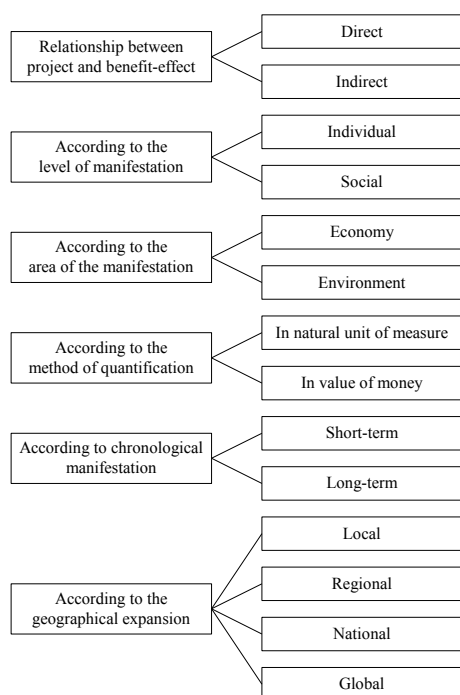 Relationship between
project and benefit-effect
Direct
Indirect
According to the
level of manifestation
Individual
Social
According to the
area of the manifestation
Economy
Environment
According to the
method of quantification
In natural unit of measure
In value of money
According to chronological
manifestation
Short-term
Long-term
According to the
geographical expansion
Local
Regional
National
Global